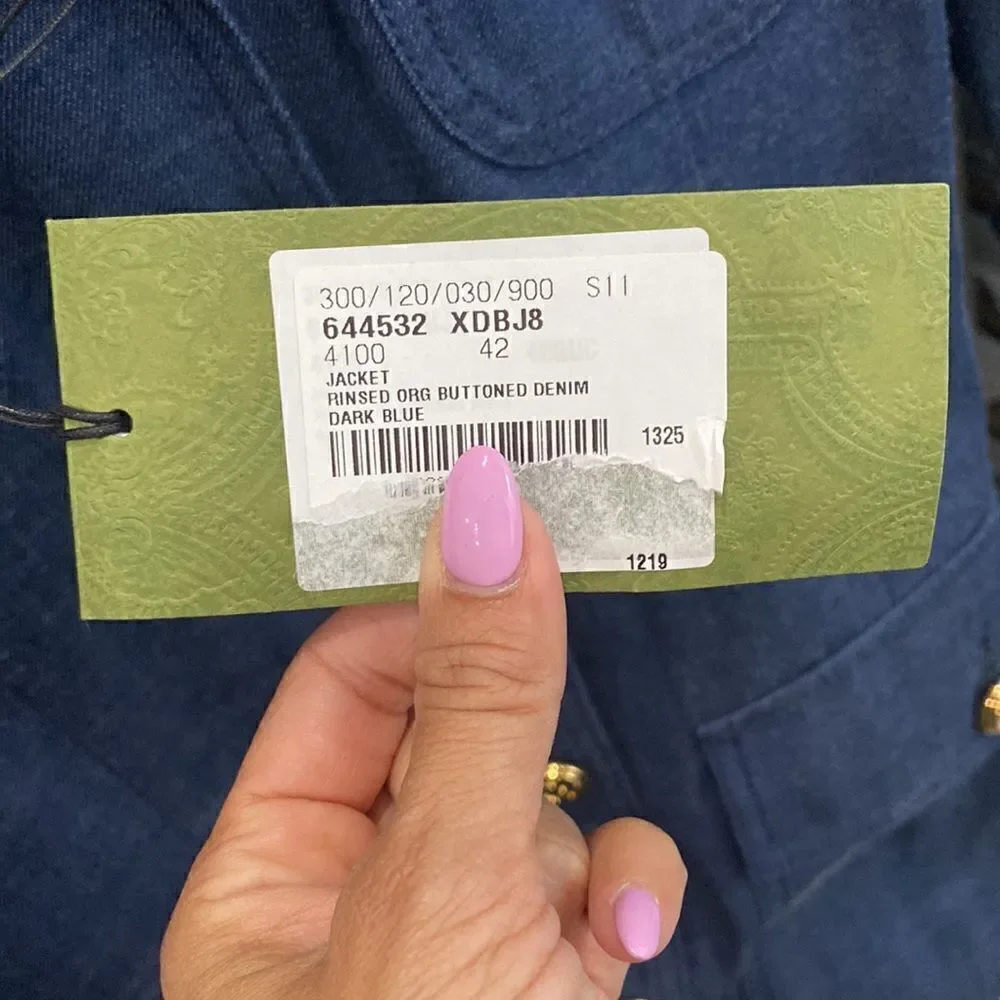 300/120/030/900 S11
644532 XDBJ8
4100 42
JACKET
RINSED ORG BUTTONED DENIM
DARK BLUE
1325
1219